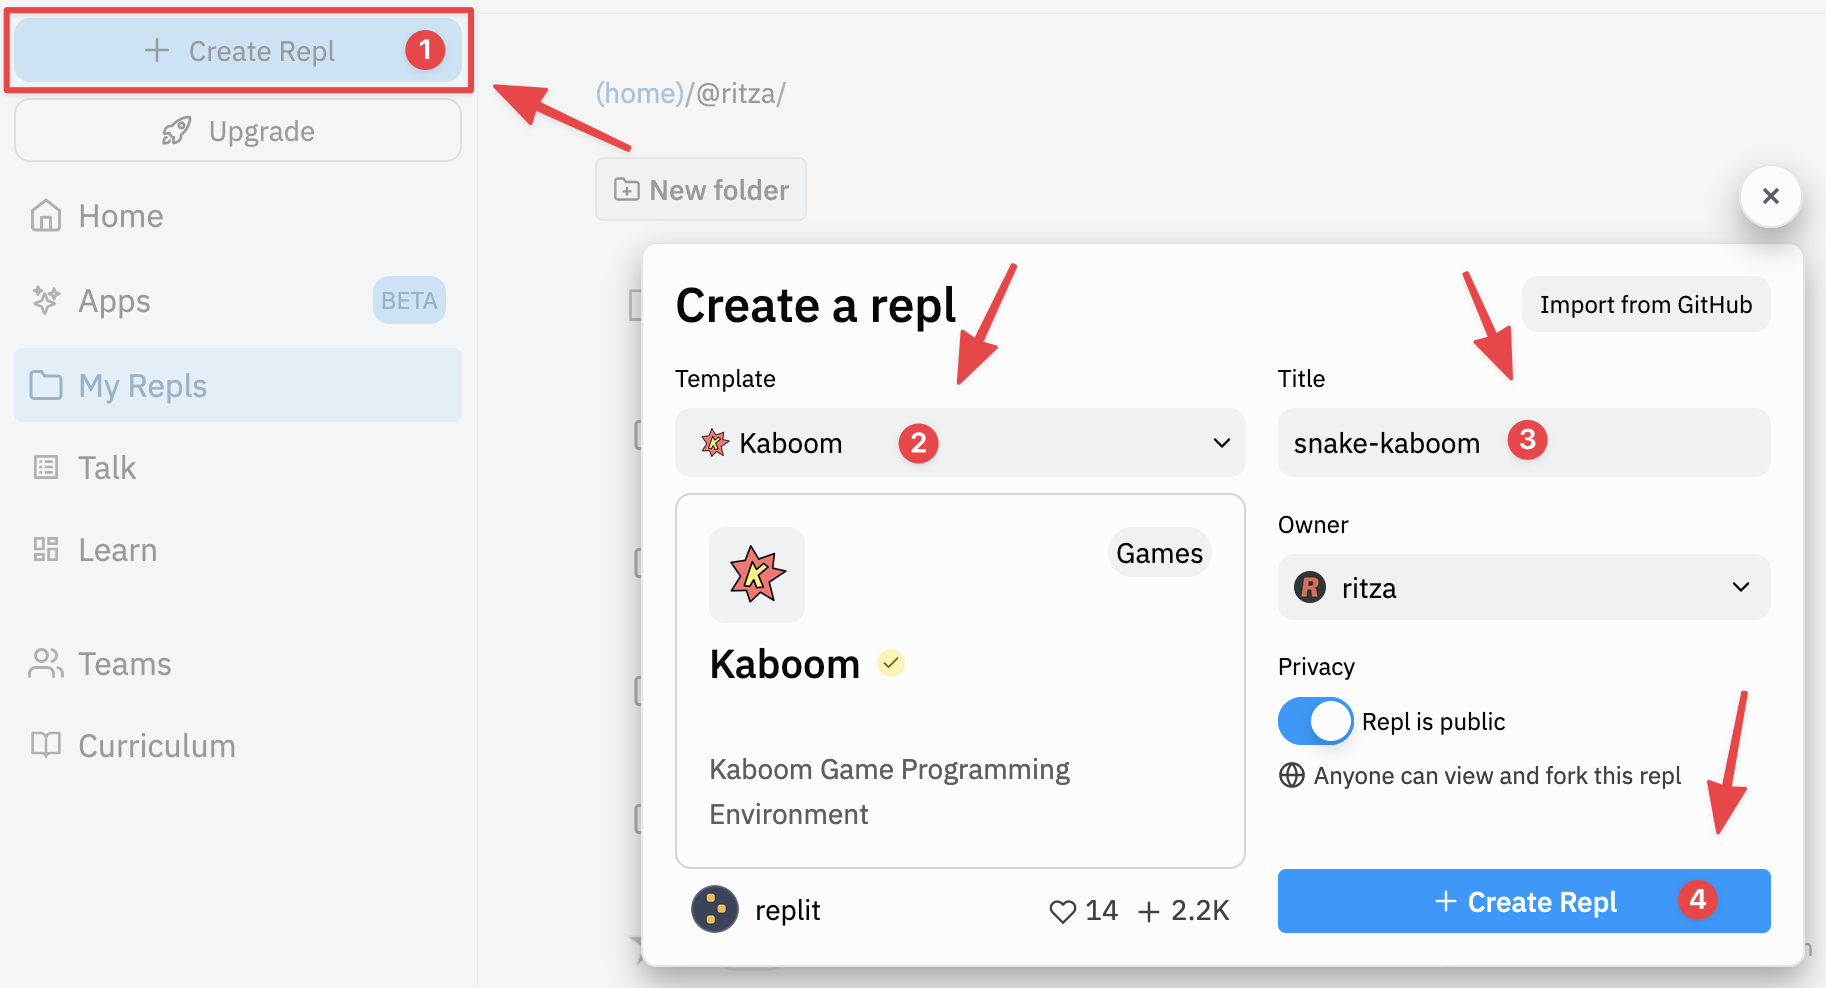 Create Repl 1
Upgrade
Home
Apps BETA
My Repls
Talk
Learn
Teams
Curriculum
(home)/@ritza/
New folder
Create a repl
Import from GitHub
Template
Kaboom 2
Games
Kaboom
Kaboom Game Programming
Environment
replit 14 2.2K
Title
snake-kaboom 3
Owner
R ritza
Privacy
Repl is public
Anyone can view and fork this repl
Create Repl 4